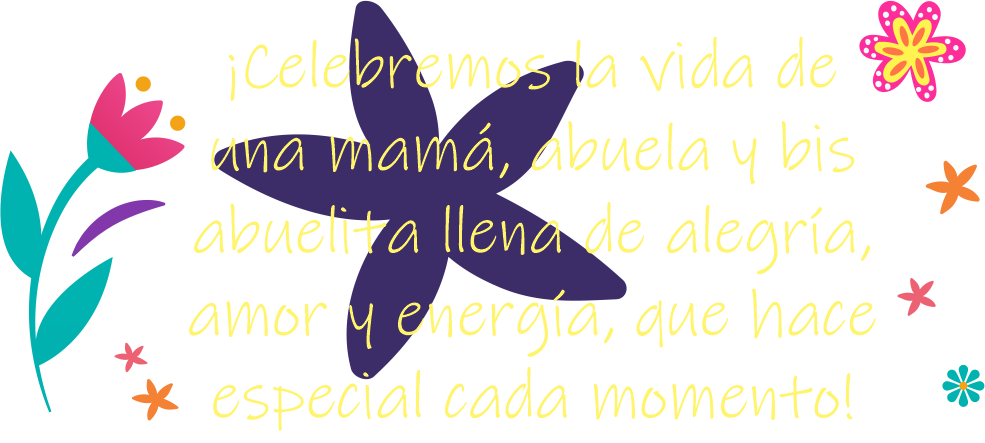 ¡Celebremos la vida de
una mamá, abuela y bis
abuelita llena de alegría,
amor y energía, que hace
especial cada momento!